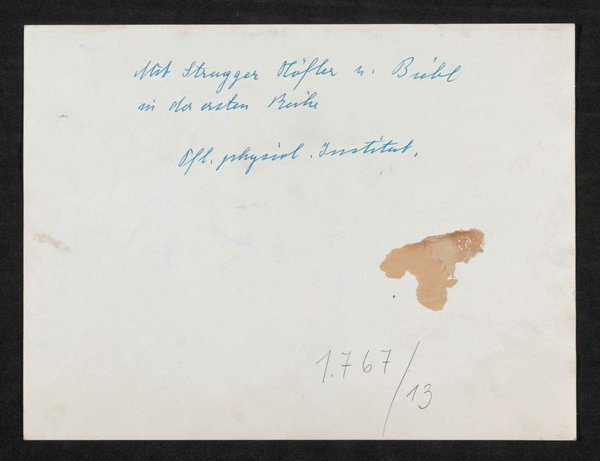 Mit Strugger Höfler u. Biebl
in der ersten Reihe
Pfl. physiol. Institut.
1.767/13